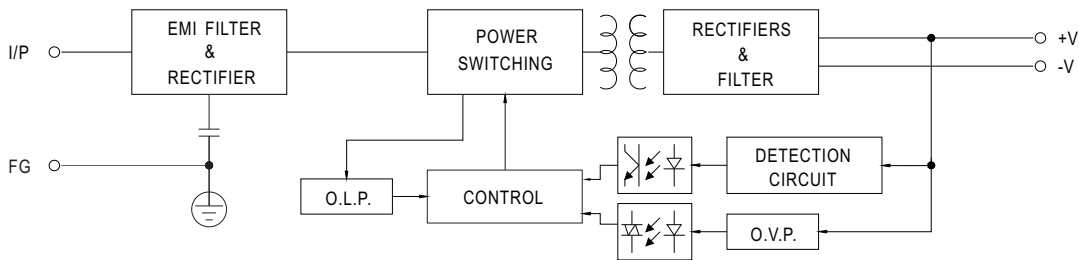 I/P
EMI FILTER
&
RECTIFIER
POWER
SWITCHING
RECTIFIERS
&
FILTER
+V
-V
FG
O.L.P.
CONTROL
DETECTION
CIRCUIT
O.V.P.